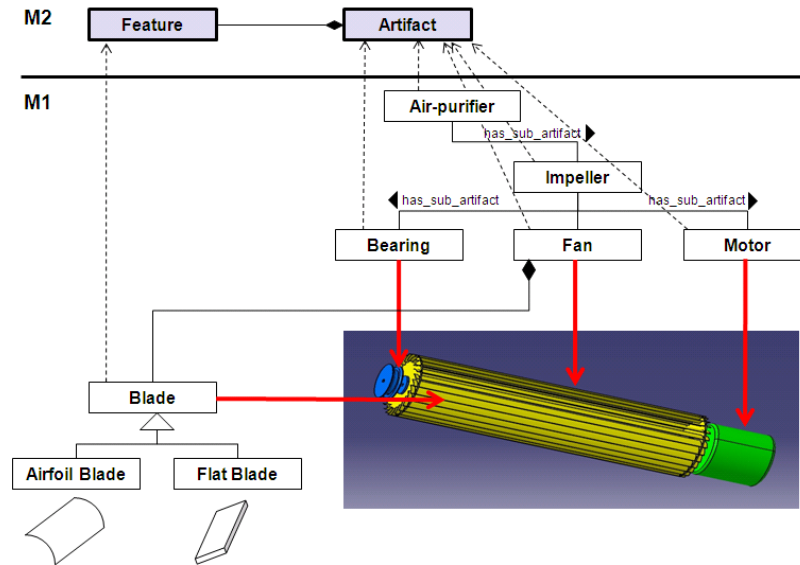 M2
Feature
Artifact
M1
Air-purifier
has_sub_artifact
Impeller
has_sub_artifact
has_sub_artifact
Bearing
Fan
Motor
Blade
Airfoil Blade
Flat Blade